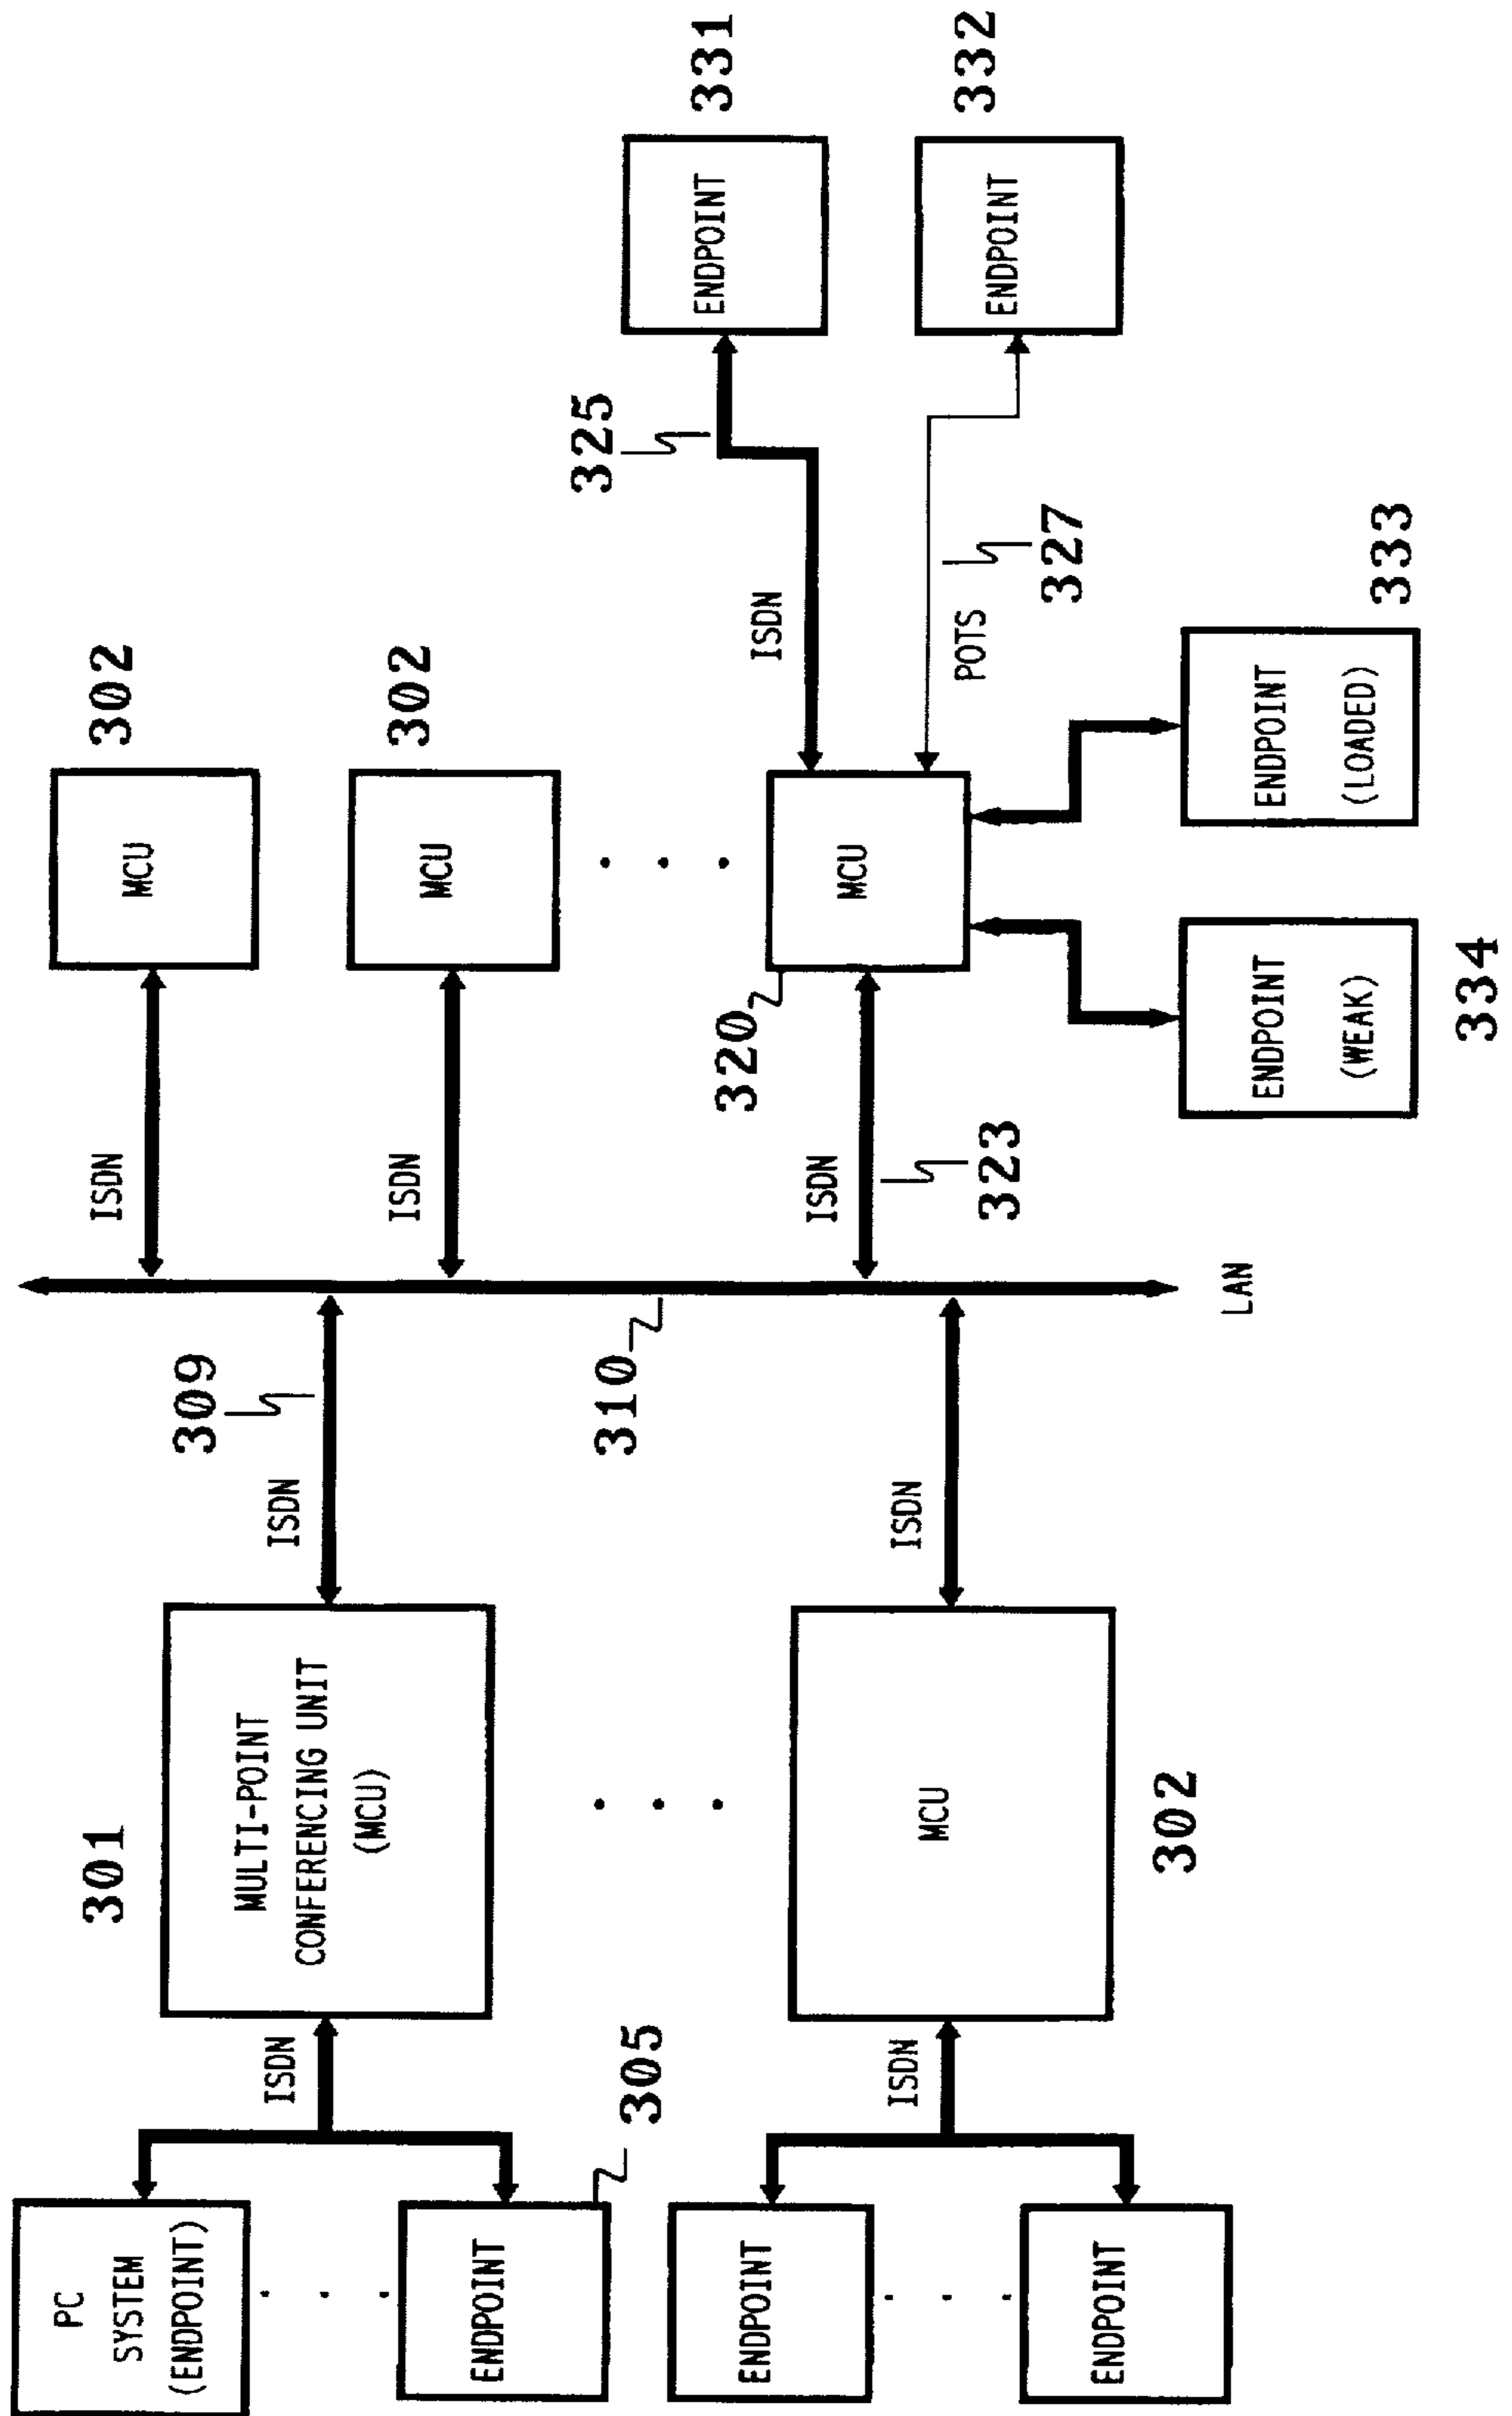 PC
SYSTEM
(ENDPOINT)
ENDPOINT
305
ISDN
301
MULTI-POINT
CONFERENCING UNIT
(MCU)
ISDN
309
ENDPOINT
ENDPOINT
ISDN
MCU
302
ISDN
310
LAN
ISDN
MCU
302
ISDN
MCU
302
ISDN
323
320
MCU
ISDN
325
ENDPOINT
331
POTS
327
ENDPOINT
332
ENDPOINT
(WEAK)
334
ENDPOINT
(LOADED)
333